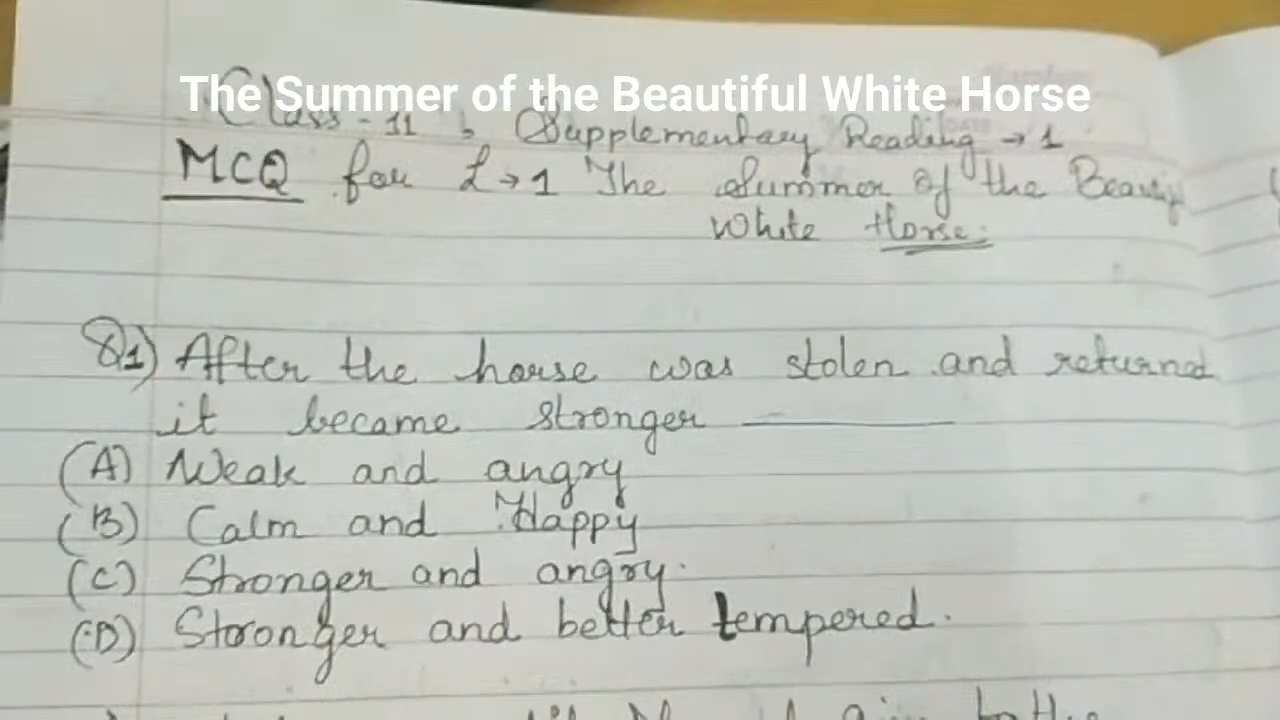 The Summer of the Beautiful White Horse
Class - 11, Supplementary Reading → 1
MCQ for L → 1 The Summer of the Beauty
White Horse.
Q1) After the horse was stolen and returned
it became stronger ______
(A) Weak and angry
(B) Calm and Happy
(C) Stronger and angry.
(D) Stronger and better tempered.